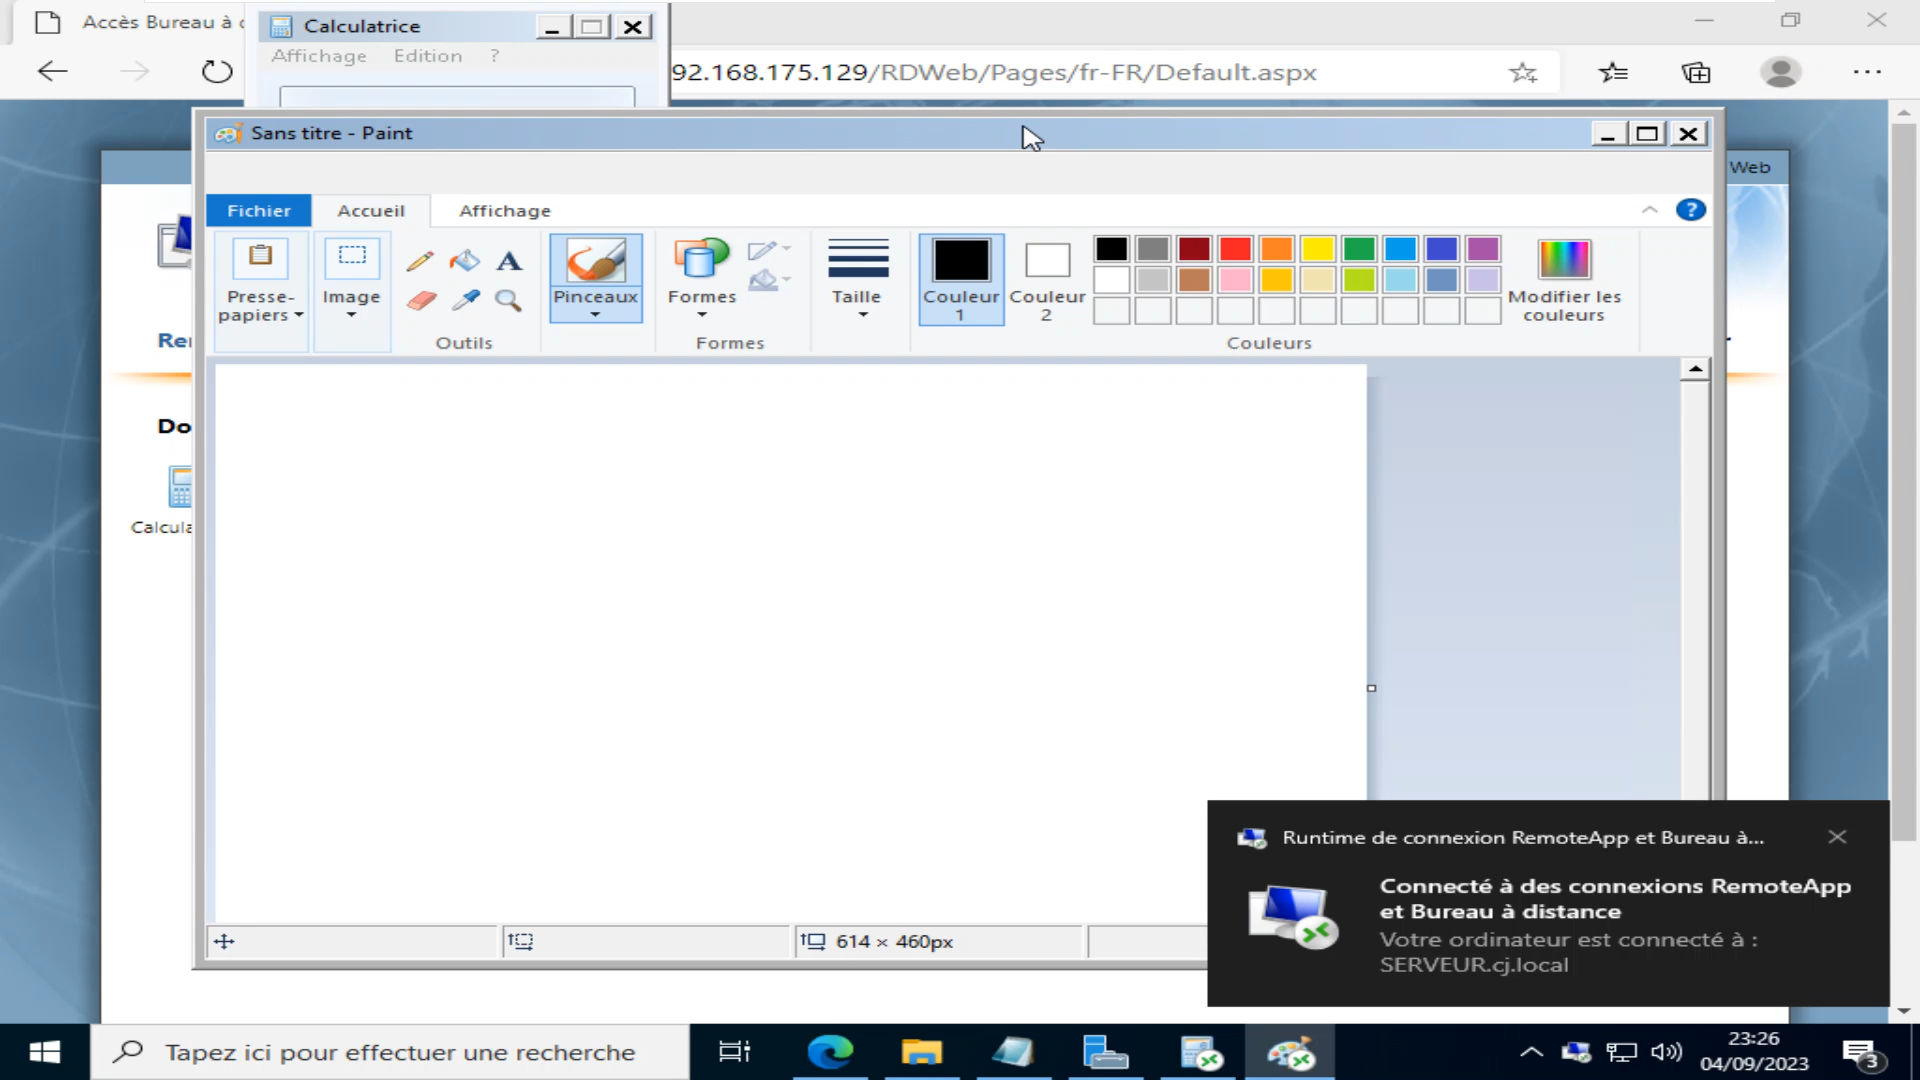 Accès Bureau à
Calculatrice
Affichage Edition ?
92.168.175.129/RDWeb/Pages/fr-FR/Default.aspx
Sans titre - Paint
Web
Fichier Accueil Affichage
?
Presse-
papiers
Image
Outils
Pinceaux
Formes
Formes
Taille
Couleur
1
Couleur
2
Couleurs
Modifier les
couleurs
614 × 460px
Runtime de connexion RemoteApp et Bureau à...
Connecté à des connexions RemoteApp
et Bureau à distance
Votre ordinateur est connecté à :
SERVEUR.cj.local
Tapez ici pour effectuer une recherche
23:26
04/09/2023
3